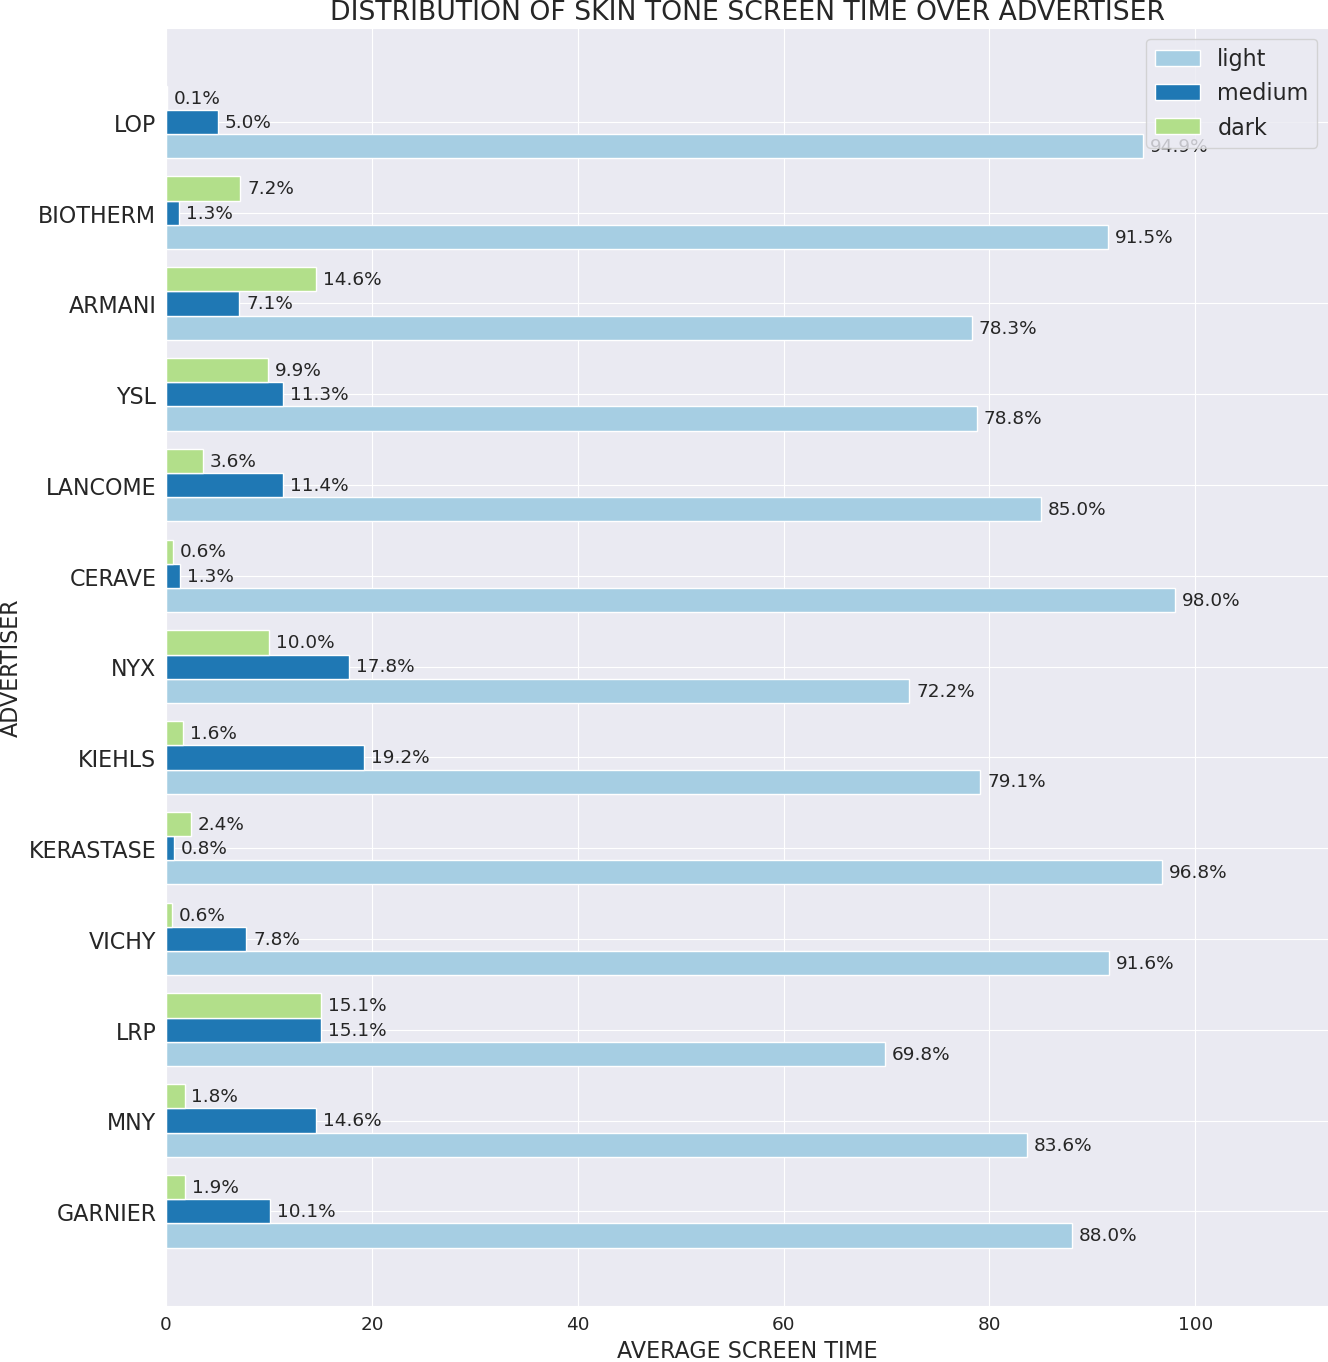 DISTRIBUTION OF SKIN TONE SCREEN TIME OVER ADVERTISER
light
medium
dark
LOP
0.1%
5.0%
94.9%
BIOTHERM
7.2%
1.3%
91.5%
ARMANI
14.6%
7.1%
78.3%
YSL
9.9%
11.3%
78.8%
LANCOME
3.6%
11.4%
85.0%
CERAVE
0.6%
1.3%
98.0%
NYX
10.0%
17.8%
72.2%
KIEHLS
1.6%
19.2%
79.1%
KERASTASE
2.4%
0.8%
96.8%
VICHY
0.6%
7.8%
91.6%
LRP
15.1%
15.1%
69.8%
MNY
1.8%
14.6%
83.6%
GARNIER
1.9%
10.1%
88.0%
ADVERTISER
0 20 40 60 80 100
AVERAGE SCREEN TIME